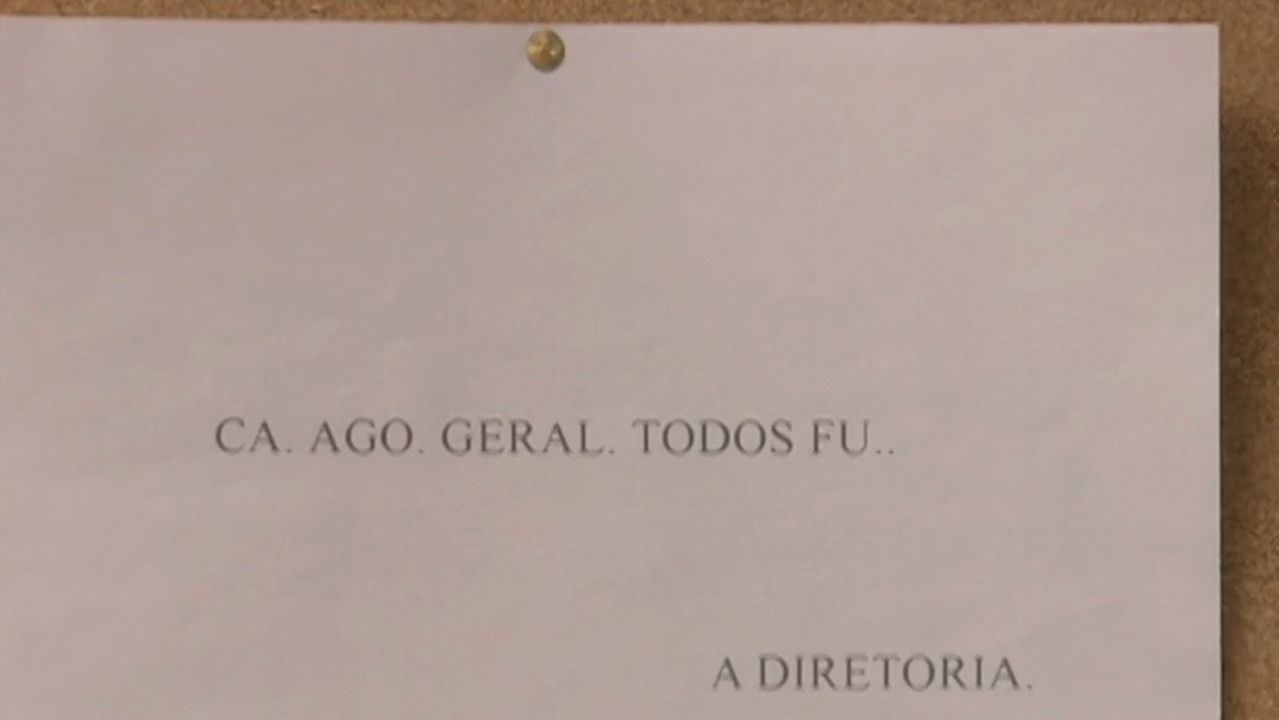 CA. AGO. GERAL. TODOS FU..
A DIRETORIA.